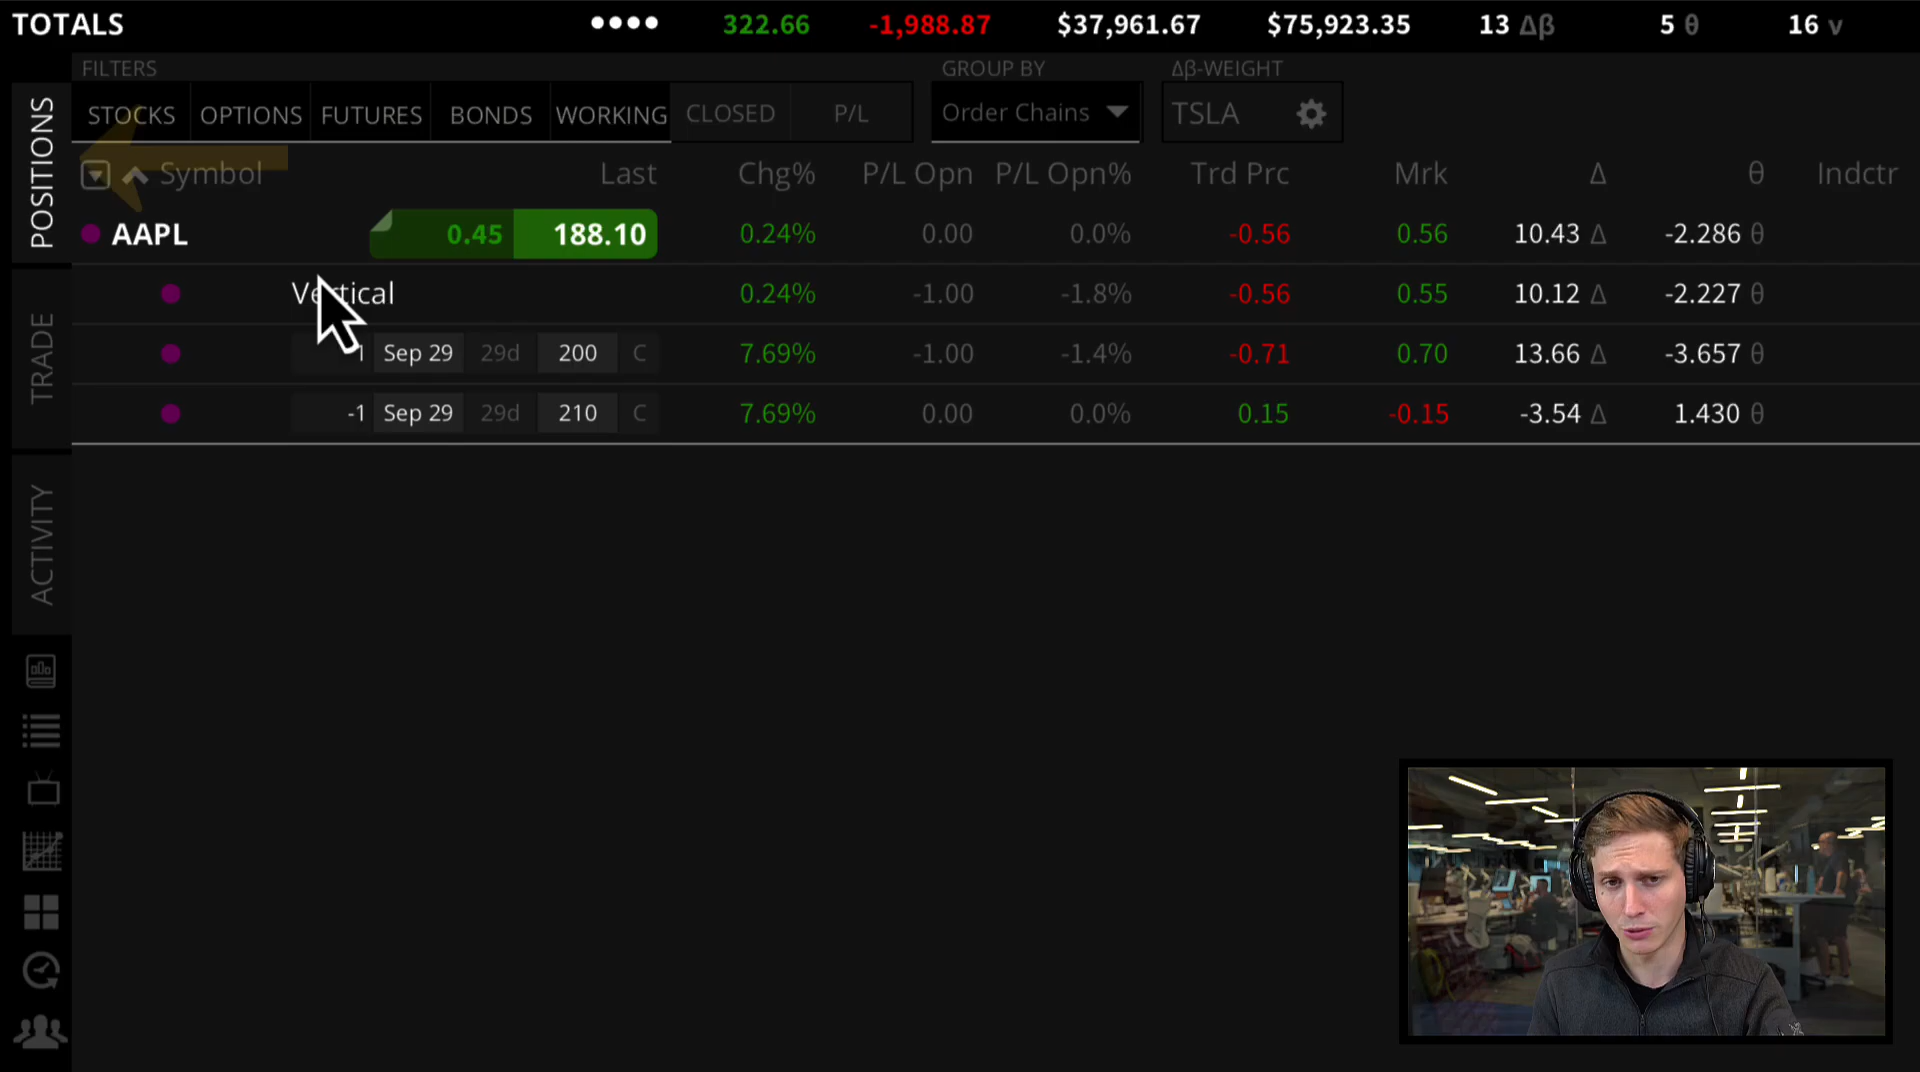 TOTALS •••• 322.66 -1,988.87 $37,961.67 $75,923.35 13 Δβ 5 θ 16 ν
FILTERS GROUP BY Δβ-WEIGHT
STOCKS OPTIONS FUTURES BONDS WORKING CLOSED P/L Order Chains TSLA
Symbol Last Chg% P/L Opn P/L Opn% Trd Prc Mrk Δ θ Indctr
AAPL 0.45 188.10 0.24% 0.00 0.0% -0.56 0.56 10.43 Δ -2.286 θ
Vertical 0.24% -1.00 -1.8% -0.56 0.55 10.12 Δ -2.227 θ
1 Sep 29 29d 200 C 7.69% -1.00 -1.4% -0.71 0.70 13.66 Δ -3.657 θ
-1 Sep 29 29d 210 C 7.69% 0.00 0.0% 0.15 -0.15 -3.54 Δ 1.430 θ
POSITIONS
TRADE
ACTIVITY